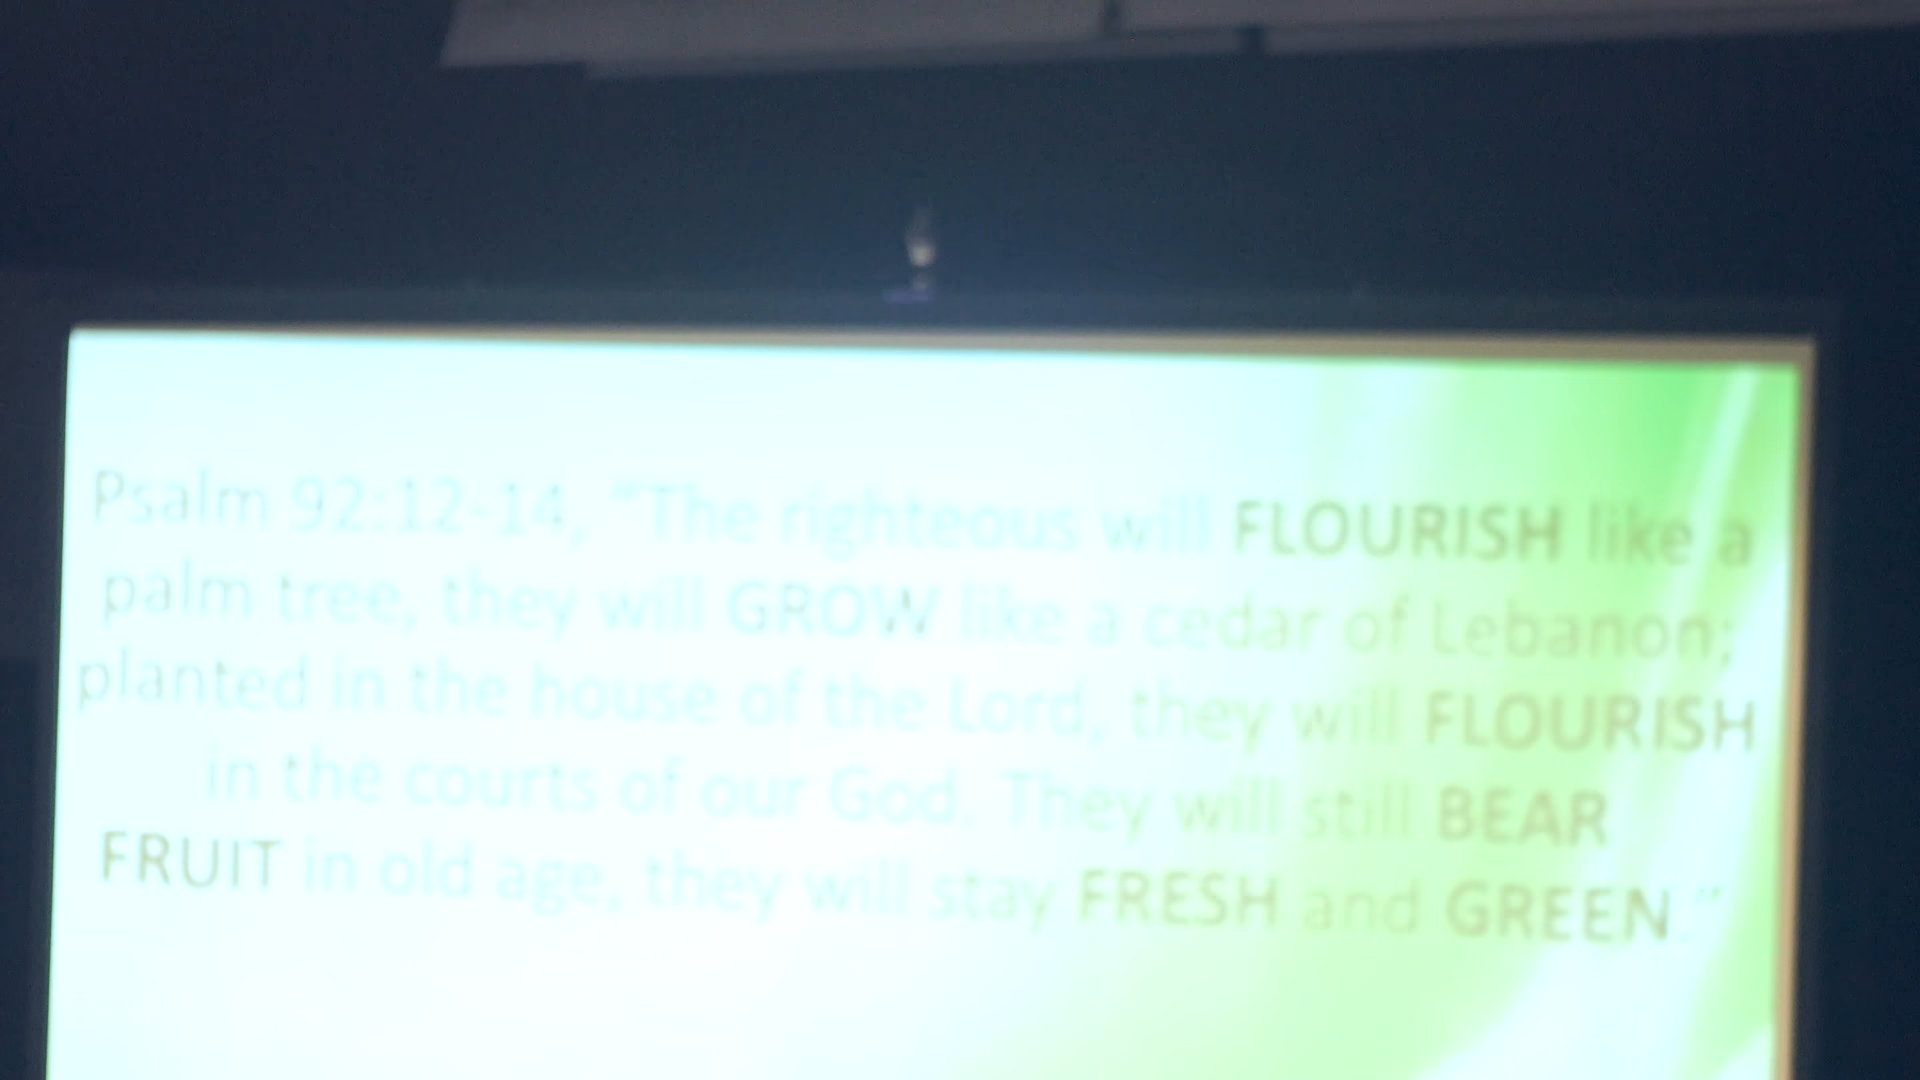 Psalm 92:12-14, "The righteous will FLOURISH like a
palm tree, they will GROW like a cedar of Lebanon;
planted in the house of the Lord, they will FLOURISH
in the courts of our God. They will still BEAR
FRUIT in old age, they will stay FRESH and GREEN."